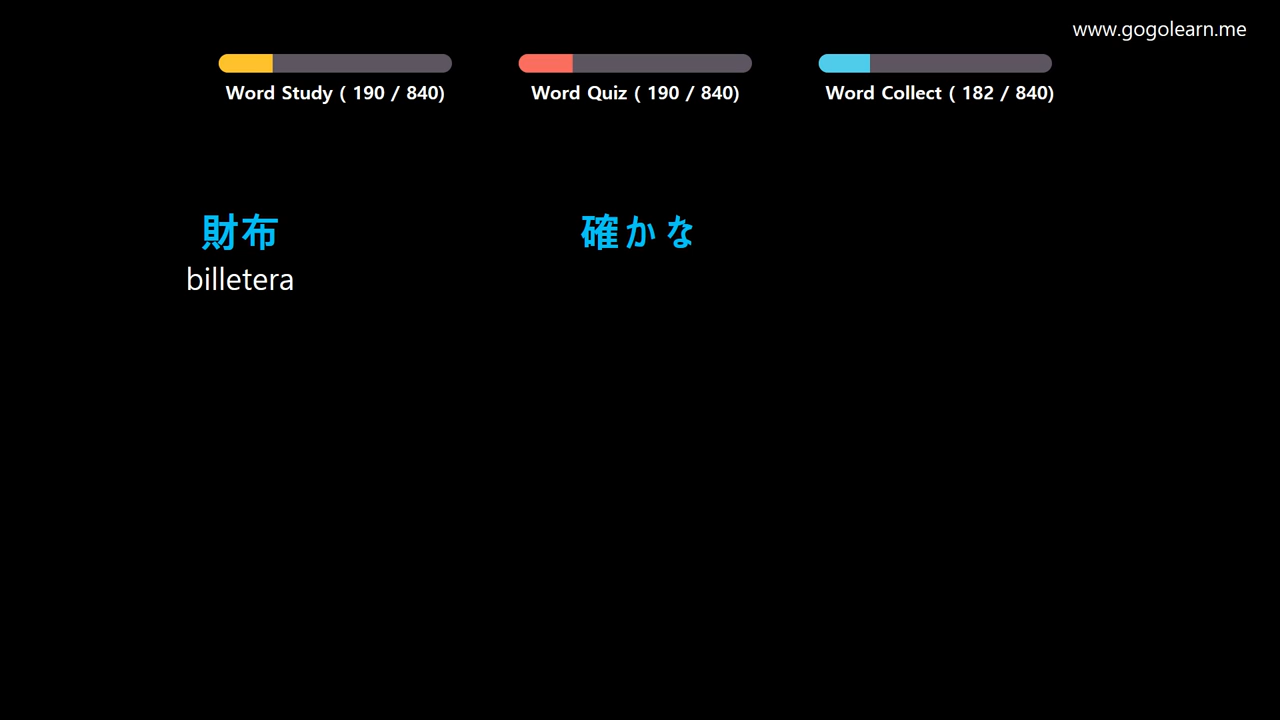 www.gogolearn.me
Word Study ( 190 / 840)
Word Quiz ( 190 / 840)
Word Collect ( 182 / 840)
財布
billetera
確かな